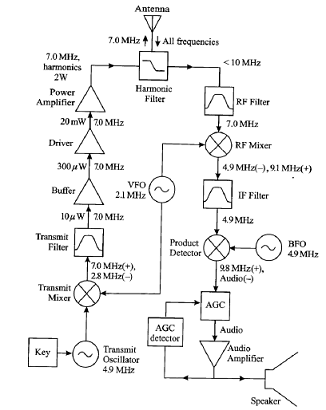 Antenna
7.0 MHz
All frequencies
7.0 MHz,
harmonics
2W
< 10 MHz
Harmonic
Filter
Power
Amplifier
RF Filter
20 mW
7.0 MHz
7.0 MHz
Driver
RF Mixer
300 μW
7.0 MHz
4.9 MHz(–), 9.1 MHz(+)
VFO
2.1 MHz
Buffer
IF Filter
10 μW
7.0 MHz
4.9 MHz
Transmit
Filter
Product
Detector
BFO
4.9 MHz
7.0 MHz(+),
2.8 MHz(–)
9.8 MHz(+),
Audio(–)
Transmit
Mixer
AGC
AGC
detector
Audio
Key
Transmit
Oscillator
4.9 MHz
Audio
Amplifier
Speaker